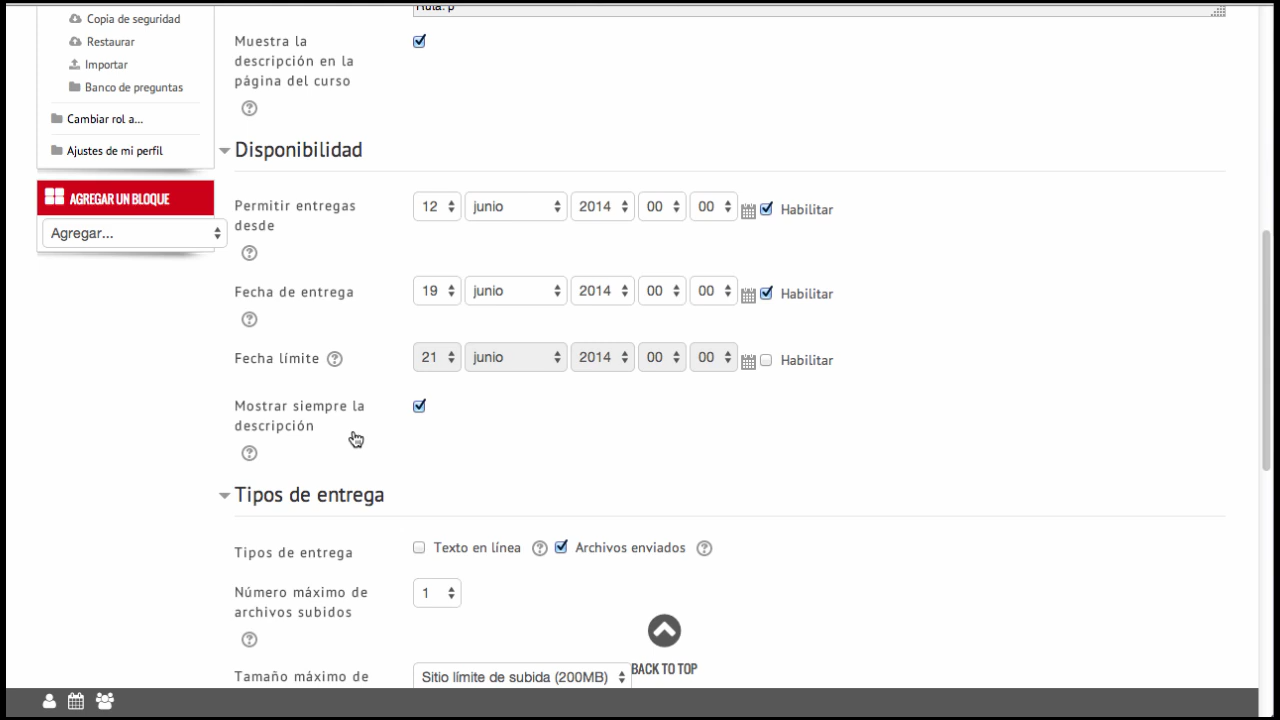 Ruta: p
Copia de seguridad
Restaurar
Importar
Banco de preguntas
Cambiar rol a...
Ajustes de mi perfil
AGREGAR UN BLOQUE
Agregar...
Muestra la
descripción en la
página del curso
Disponibilidad
Permitir entregas
desde
12 junio 2014 00 00 Habilitar
Fecha de entrega
19 junio 2014 00 00 Habilitar
Fecha límite
21 junio 2014 00 00 Habilitar
Mostrar siempre la
descripción
Tipos de entrega
Tipos de entrega
Texto en línea
Archivos enviados
Número máximo de
archivos subidos
1
BACK TO TOP
Tamaño máximo de
Sitio límite de subida (200MB)